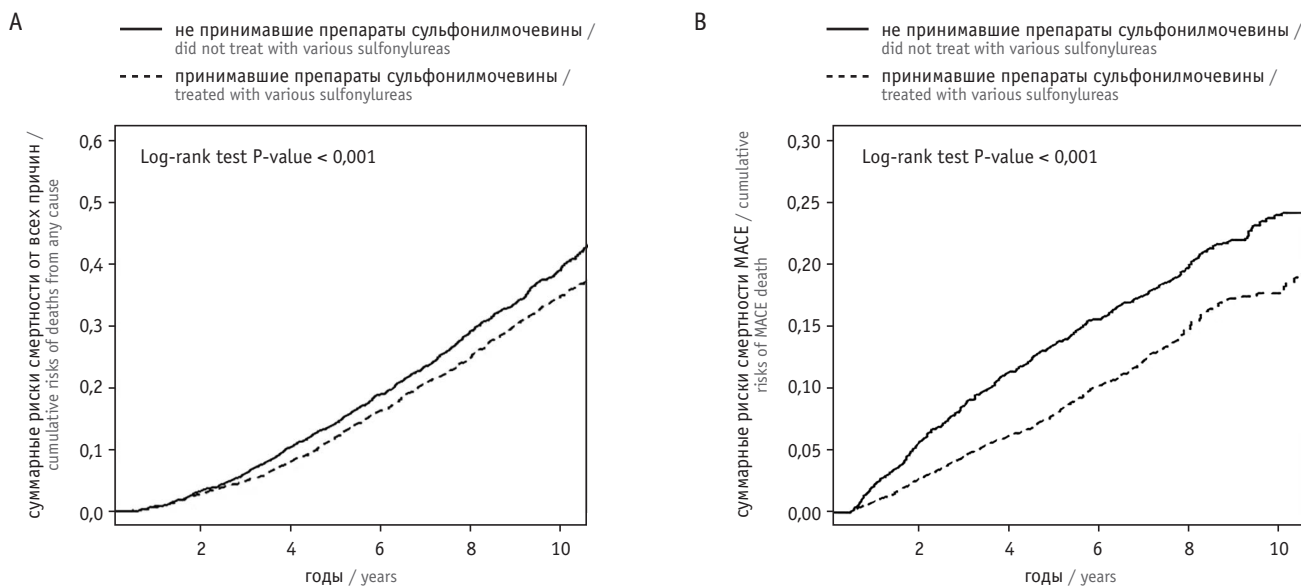 A
не принимавшие препараты сульфонилмочевины /
did not treat with various sulfonylureas
принимавшие препараты сульфонилмочевины /
treated with various sulfonylureas
суммарные риски смертности от всех причин /
cumulative risks of deaths from any cause
0,6
0,5
0,4
0,3
0,2
0,1
0,0
Log-rank test P-value < 0,001
2 4 6 8 10
годы / years
B
не принимавшие препараты сульфонилмочевины /
did not treat with various sulfonylureas
принимавшие препараты сульфонилмочевины /
treated with various sulfonylureas
суммарные риски смертности MACE / cumulative
risks of MACE death
0,30
0,25
0,20
0,15
0,10
0,05
0,00
Log-rank test P-value < 0,001
2 4 6 8 10
годы / years